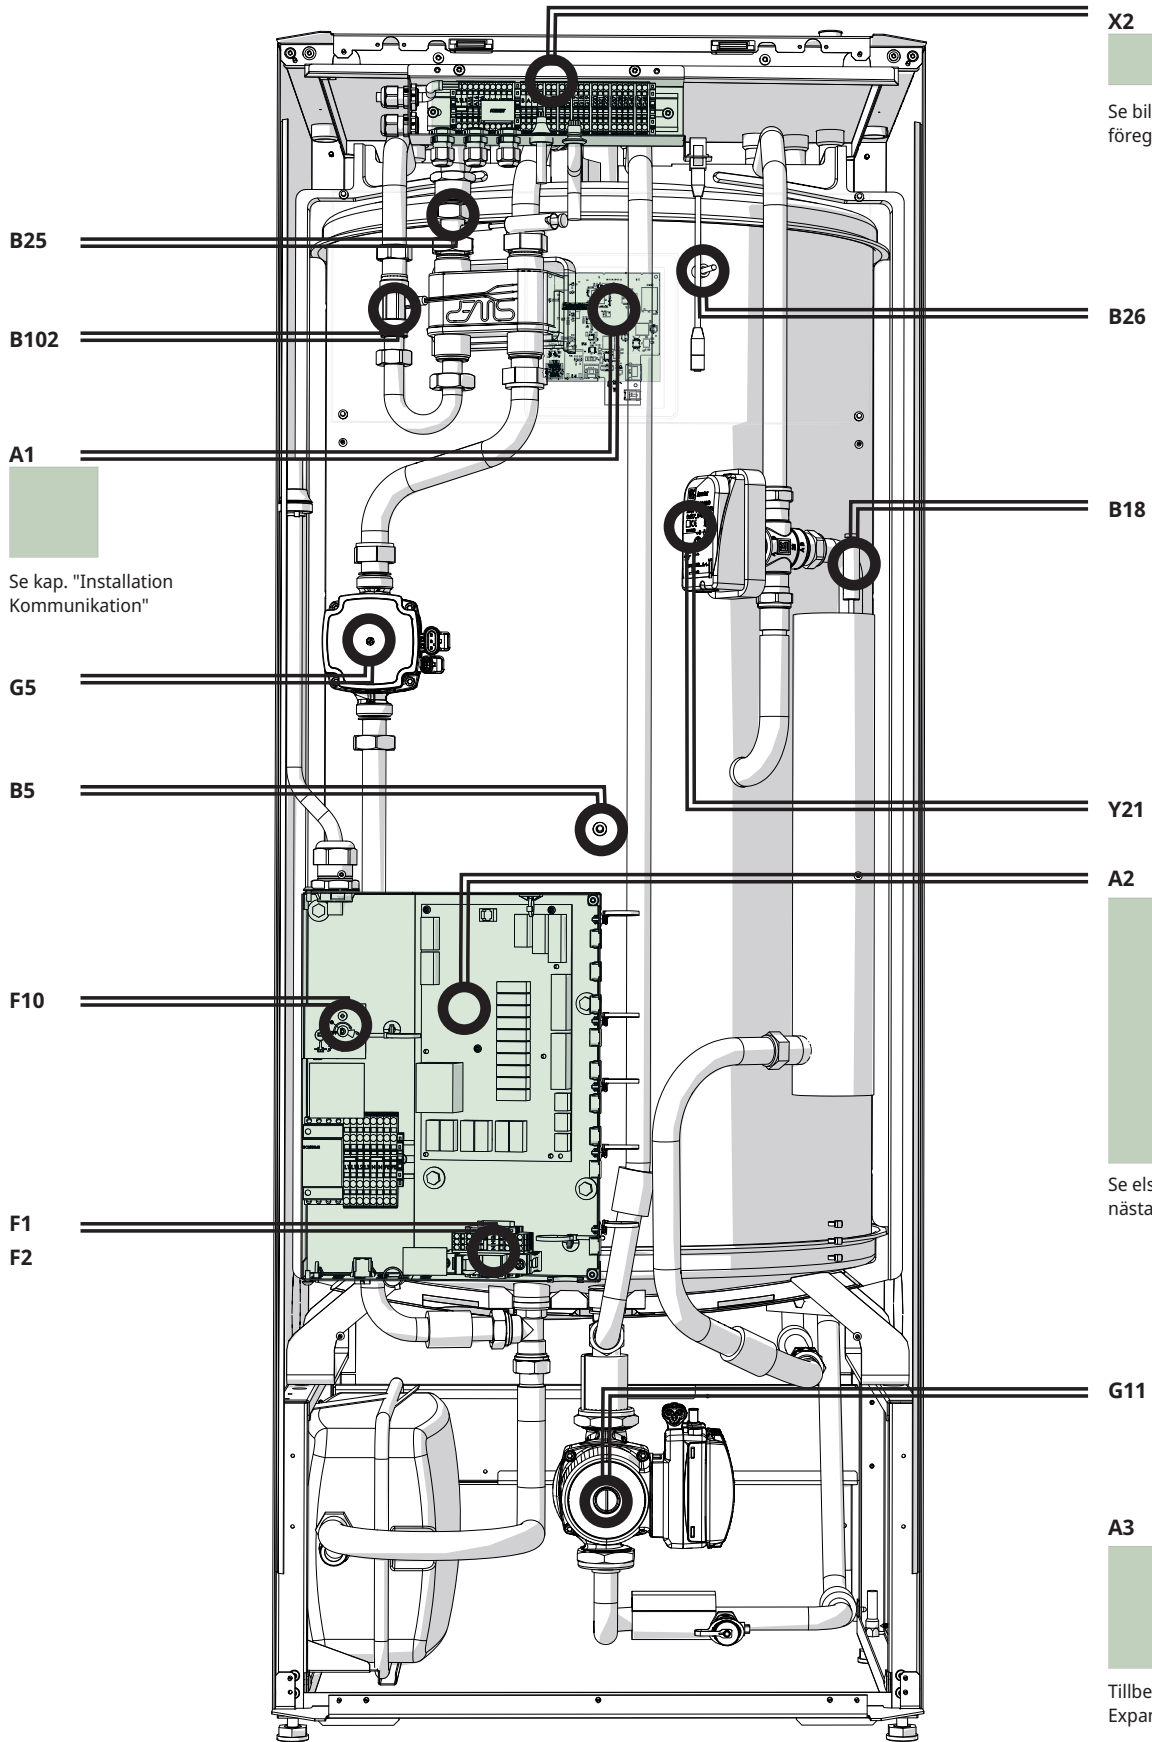 X2
Se bil
föreg
B25
B102
B26
A1
Se kap. "Installation
Kommunikation"
B18
G5
B5
Y21
A2
F10
Se els
nästa
F1
F2
G11
A3
Tillbe
Expar